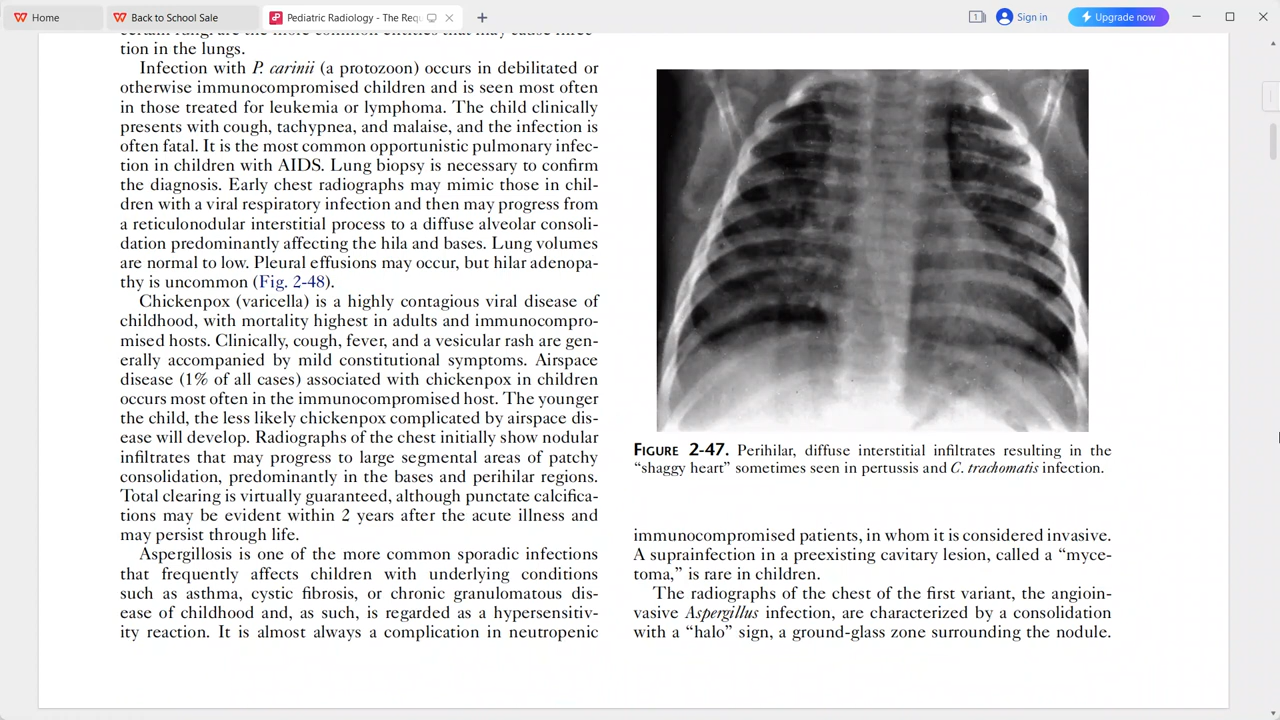 Home
Back to School Sale
Pediatric Radiology - The Req
1
Sign in
Upgrade now
tion in the lungs.
Infection with P. carinii (a protozoon) occurs in debilitated or
otherwise immunocompromised children and is seen most often
in those treated for leukemia or lymphoma. The child clinically
presents with cough, tachypnea, and malaise, and the infection is
often fatal. It is the most common opportunistic pulmonary infec-
tion in children with AIDS. Lung biopsy is necessary to confirm
the diagnosis. Early chest radiographs may mimic those in chil-
dren with a viral respiratory infection and then may progress from
a reticulonodular interstitial process to a diffuse alveolar consoli-
dation predominantly affecting the hila and bases. Lung volumes
are normal to low. Pleural effusions may occur, but hilar adenopa-
thy is uncommon (Fig. 2-48).
Chickenpox (varicella) is a highly contagious viral disease of
childhood, with mortality highest in adults and immunocompro-
mised hosts. Clinically, cough, fever, and a vesicular rash are gen-
erally accompanied by mild constitutional symptoms. Airspace
disease (1% of all cases) associated with chickenpox in children
occurs most often in the immunocompromised host. The younger
the child, the less likely chickenpox complicated by airspace dis-
ease will develop. Radiographs of the chest initially show nodular
infiltrates that may progress to large segmental areas of patchy
consolidation, predominantly in the bases and perihilar regions.
Total clearing is virtually guaranteed, although punctate calcifica-
tions may be evident within 2 years after the acute illness and
may persist through life.
Aspergillosis is one of the more common sporadic infections
that frequently affects children with underlying conditions
such as asthma, cystic fibrosis, or chronic granulomatous dis-
ease of childhood and, as such, is regarded as a hypersensitiv-
ity reaction. It is almost always a complication in neutropenic
FIGURE 2-47. Perihilar, diffuse interstitial infiltrates resulting in the
“shaggy heart” sometimes seen in pertussis and C. trachomatis infection.
immunocompromised patients, in whom it is considered invasive.
A suprainfection in a preexisting cavitary lesion, called a “myce-
toma,” is rare in children.
The radiographs of the chest of the first variant, the angioin-
vasive Aspergillus infection, are characterized by a consolidation
with a “halo” sign, a ground-glass zone surrounding the nodule.